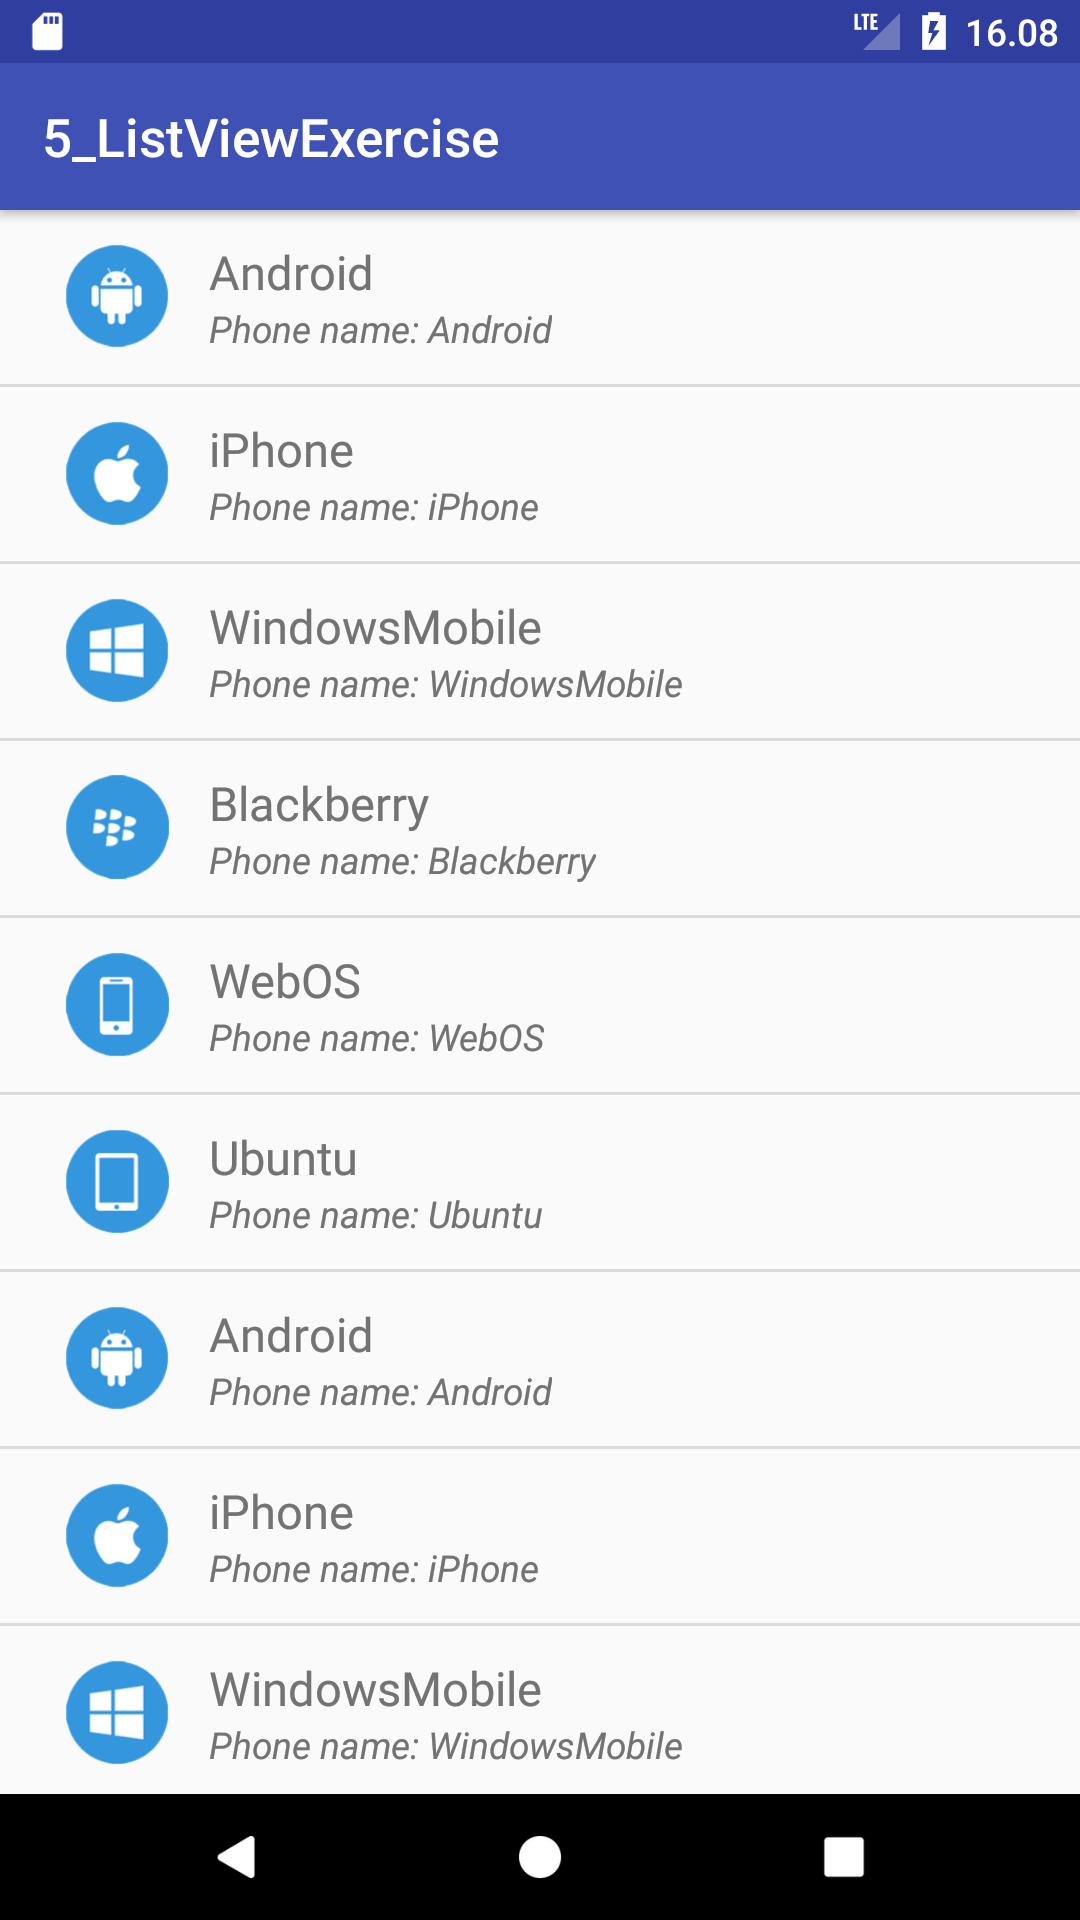 LTE 16.08
5_ListViewExercise
Android
Phone name: Android
iPhone
Phone name: iPhone
WindowsMobile
Phone name: WindowsMobile
Blackberry
Phone name: Blackberry
WebOS
Phone name: WebOS
Ubuntu
Phone name: Ubuntu
Android
Phone name: Android
iPhone
Phone name: iPhone
WindowsMobile
Phone name: WindowsMobile